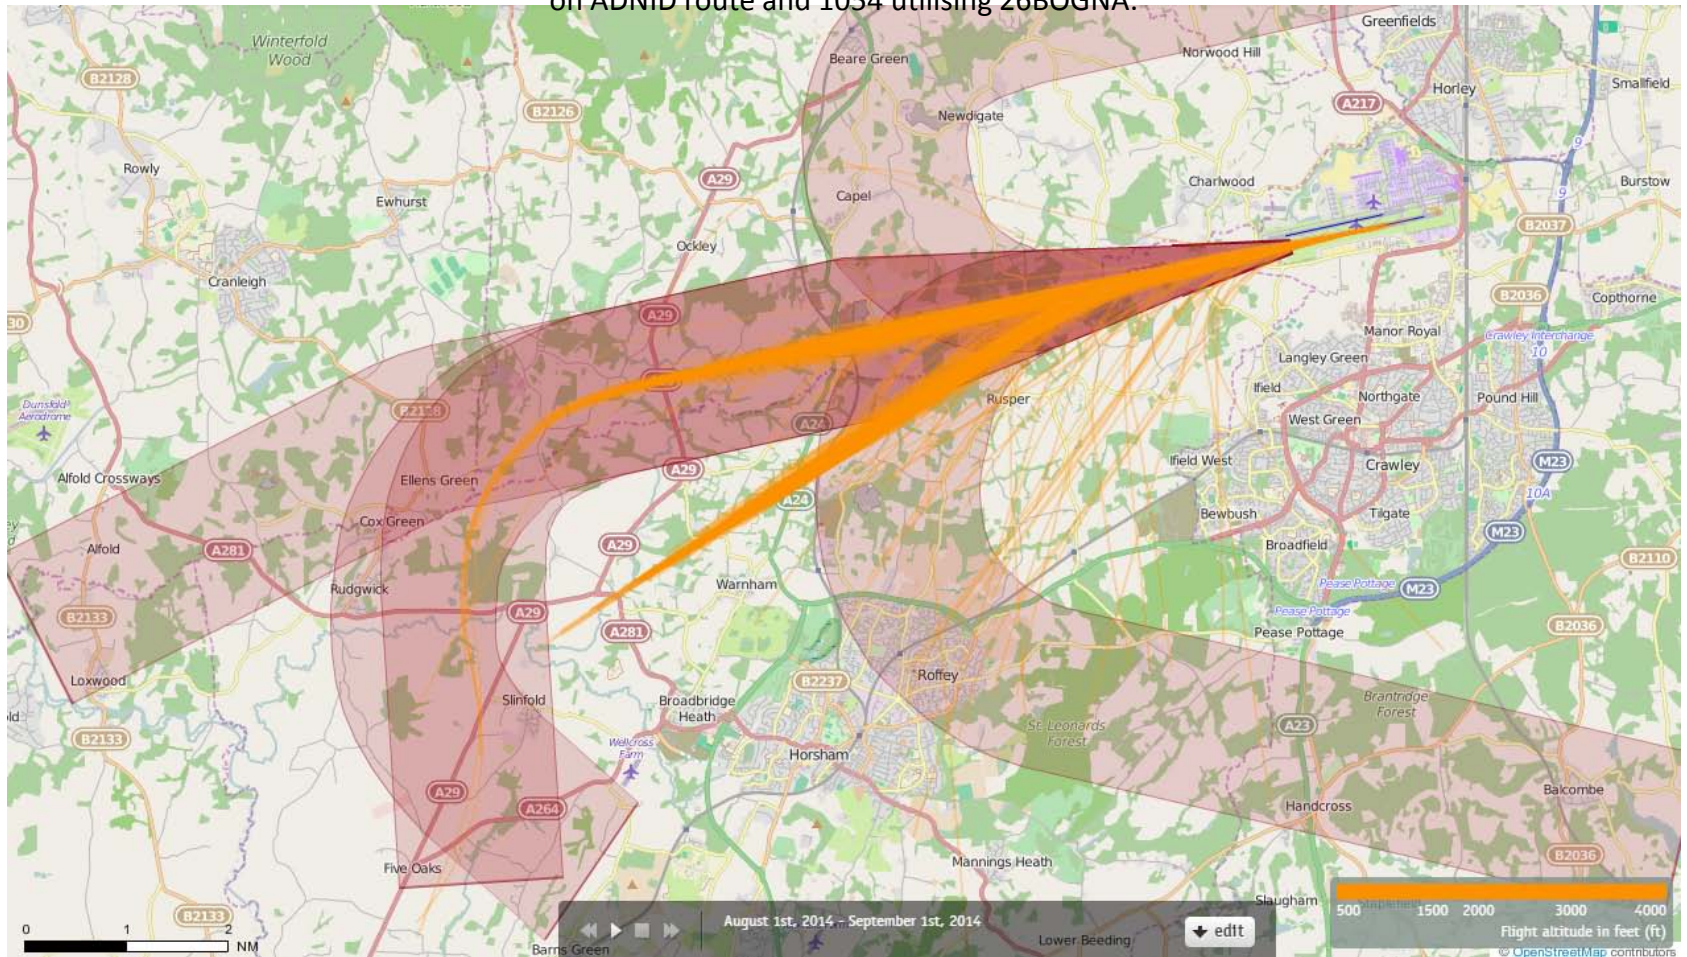 on ADNID route and 1054 utilising 26BOGNA.
Winterfold
Wood
B2128
B2126
Beare Green
Norwood Hill
Greenfields
Horley
Smallfield
A217
Newdigate
Rowly
A29
Charlwood
9
9
Burstow
Ewhurst
Capel
B2037
Ockley
Cranleigh
B2036
Copthorne
30
A29
Manor Royal
Crawley Interchange
10
Langley Green
Ifield
Northgate
Pound Hill
Dunsfold
Aerodrome
Rusper
West Green
A24
Ifield West
Crawley
M23
Alfold Crossways
Ellens Green
A29
A24
10A
Bewbush
Tilgate
Cox Green
M23
Alfold
A281
A29
Broadfield
B2110
Rudgwick
Warnham
Pease Pottage
M23
B2133
A29
A281
Pease Pottage
Pease Pottage
B2036
Loxwood
Slinfold
Broadbridge
Heath
B2237
Roffey
Brantridge
Forest
St. Leonards
Forest
A23
B2133
Wellcross
Farm
Horsham
A29
A264
Handcross
Balcombe
Five Oaks
Mannings Heath
B2036
B2133
Slaugham
Barns Green
Lower Beeding
0 1 2
NM
August 1st, 2014 - September 1st, 2014
edit
500 1500 2000 3000 4000
Flight altitude in feet (ft)
© OpenStreetMap contributors